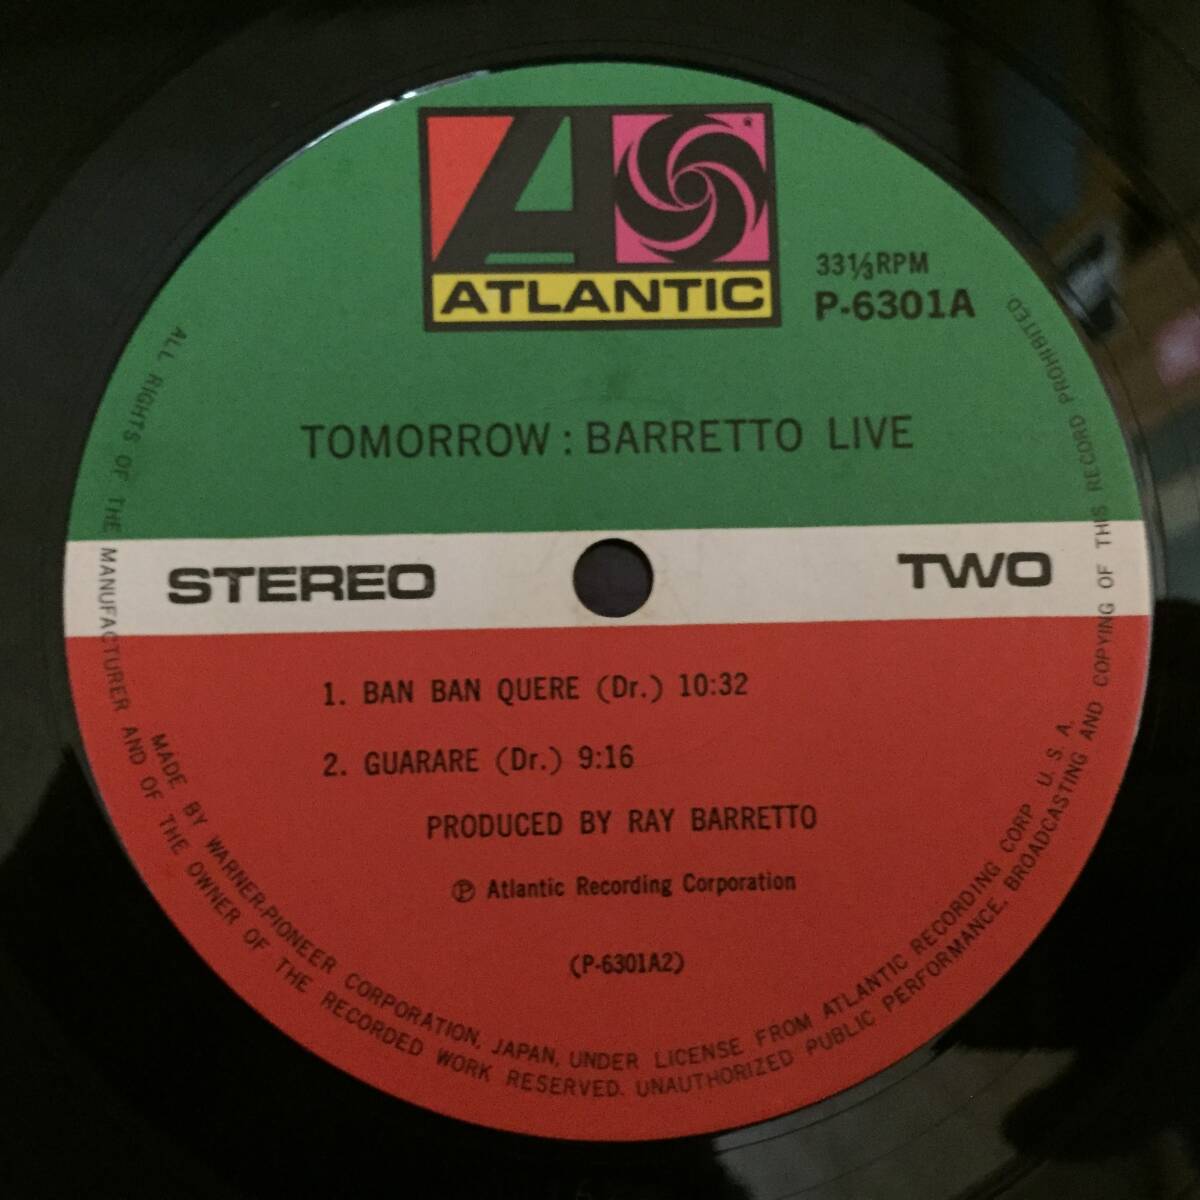 ATLANTIC
33⅓RPM
P-6301A
TOMORROW : BARRETTO LIVE
STEREO
TWO
1. BAN BAN QUERE (Dr.) 10:32
2. GUARARE (Dr.) 9:16
PRODUCED BY RAY BARRETTO
Ⓟ Atlantic Recording Corporation
(P-6301A2)
MADE BY WARNER-PIONEER CORPORATION, JAPAN, UNDER LICENSE FROM ATLANTIC RECORDING CORP U. S. A.
ALL RIGHTS OF THE MANUFACTURER AND OF THE OWNER OF THE RECORDED WORK RESERVED. UNAUTHORIZED PUBLIC PERFORMANCE, BROADCASTING AND COPYING OF THIS RECORD PROHIBITED